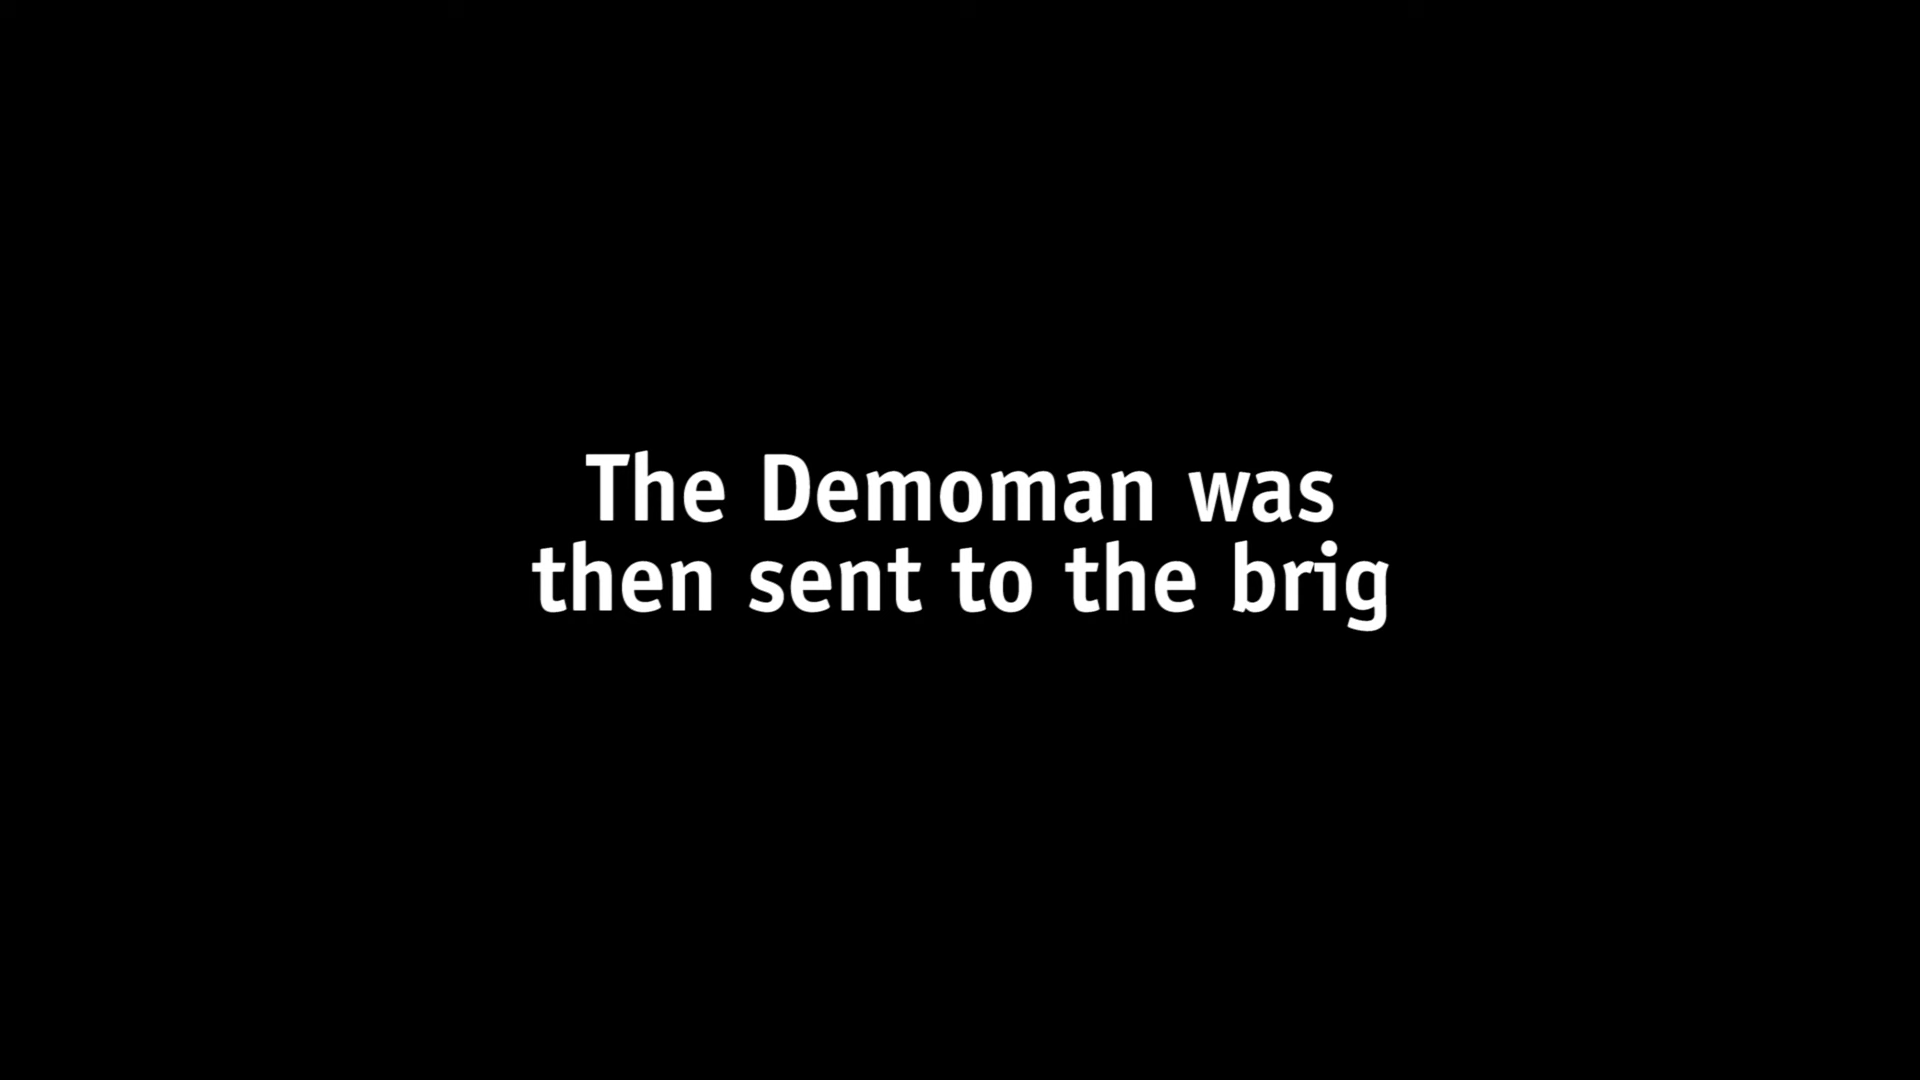 The Demoman was
then sent to the brig